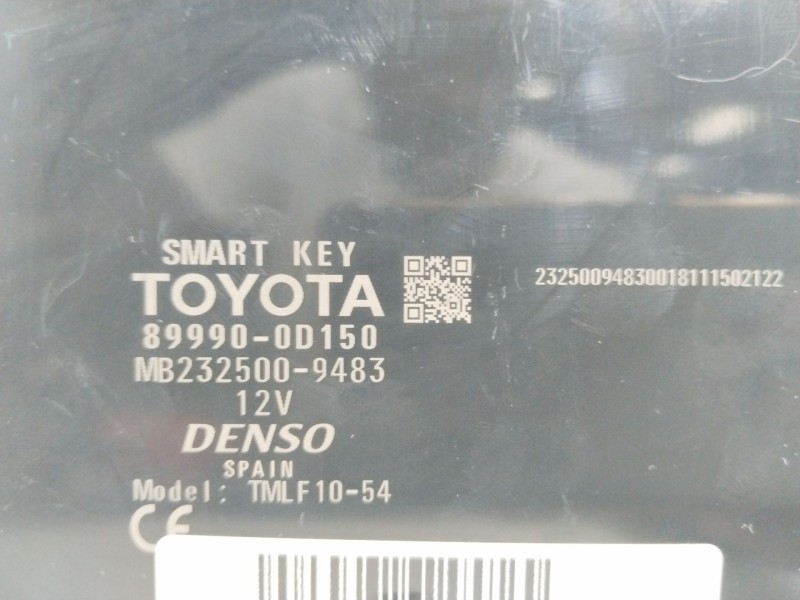 SMART KEY
TOYOTA
89990-0D150
MB232500-9483
12V
DENSO
SPAIN
Model: TMLF10-54
CE
23250094830018111502122